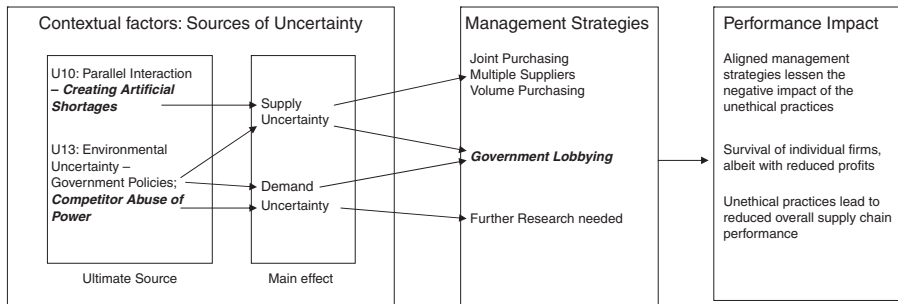 Contextual factors: Sources of Uncertainty
U10: Parallel Interaction
– Creating Artificial
Shortages
U13: Environmental
Uncertainty –
Government Policies;
Competitor Abuse of
Power
Ultimate Source
Supply
Uncertainty
Demand
Uncertainty
Main effect
Management Strategies
Joint Purchasing
Multiple Suppliers
Volume Purchasing
Government Lobbying
Further Research needed
Performance Impact
Aligned management
strategies lessen the
negative impact of the
unethical practices
Survival of individual firms,
albeit with reduced profits
Unethical practices lead to
reduced overall supply chain
performance